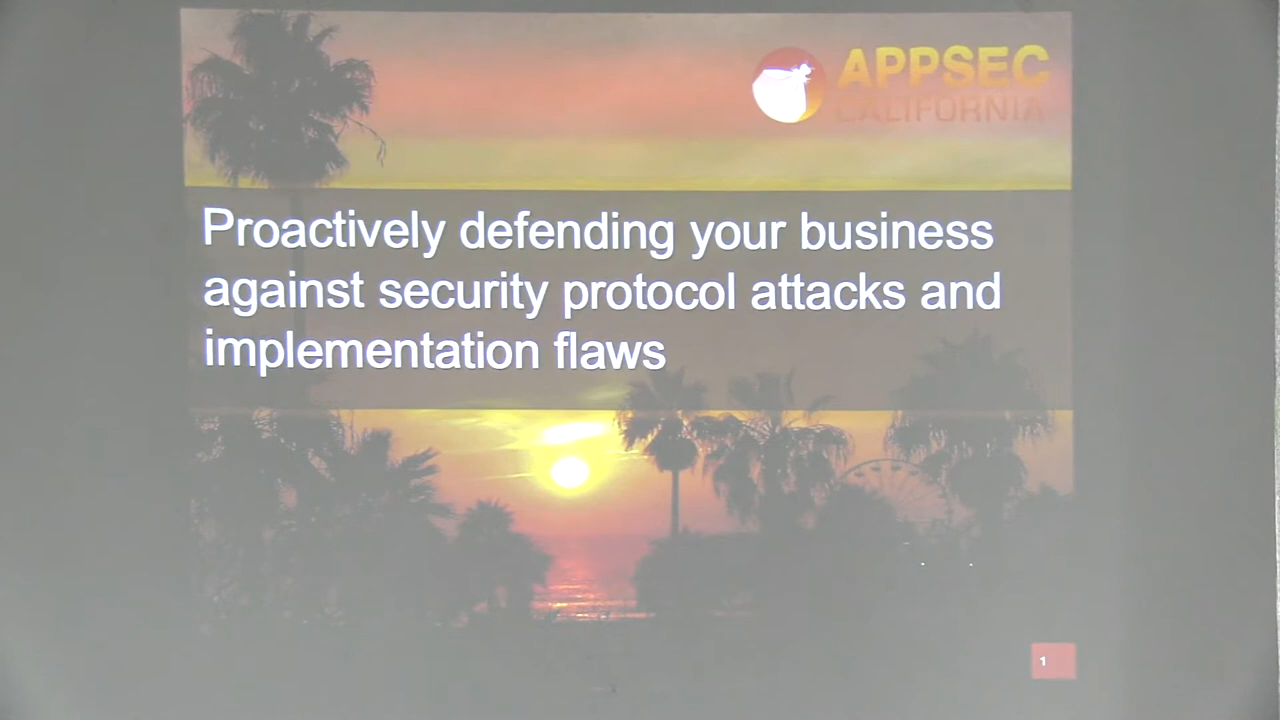 APPSEC
CALIFORNIA
Proactively defending your business
against security protocol attacks and
implementation flaws
1